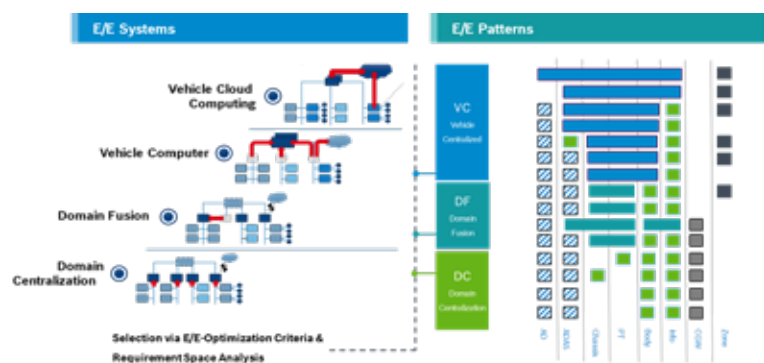 E/E Systems
E/E Patterns
Vehicle Cloud
Computing
Vehicle Computer
Domain Fusion
Domain
Centralization
Selection via E/E-Optimization Criteria &
Requirement Space Analysis
VC
Vehicle
Centralized
DF
Domain
Fusion
DC
Domain
Centralization
AD
ADAS
Chassis
PT
Body
Info
CGW
Zone